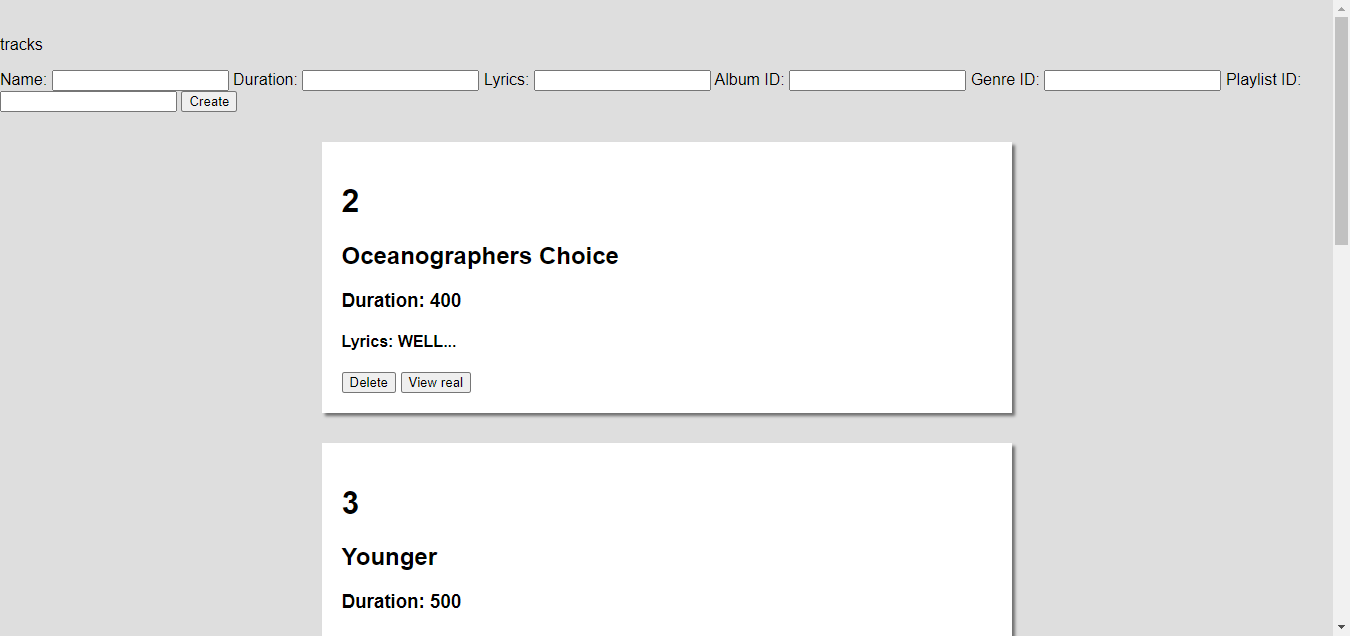 tracks
Name: Duration: Lyrics: Album ID: Genre ID: Playlist ID:
Create
2
Oceanographers Choice
Duration: 400
Lyrics: WELL...
Delete View real
3
Younger
Duration: 500